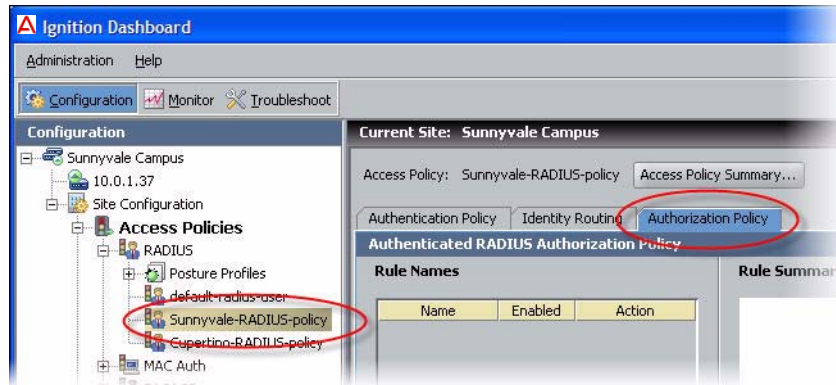 Ignition Dashboard
Administration Help
Configuration Monitor Troubleshoot
Configuration
Sunnyvale Campus
10.0.1.37
Site Configuration
Access Policies
RADIUS
Posture Profiles
default-radius-user
Sunnyvale-RADIUS-policy
Cupertino-RADIUS-policy
MAC Auth
Current Site: Sunnyvale Campus
Access Policy: Sunnyvale-RADIUS-policy Access Policy Summary...
Authentication Policy Identity Routing Authorization Policy
Authenticated RADIUS Authorization Policy
Rule Names Rule Summar
Name Enabled Action